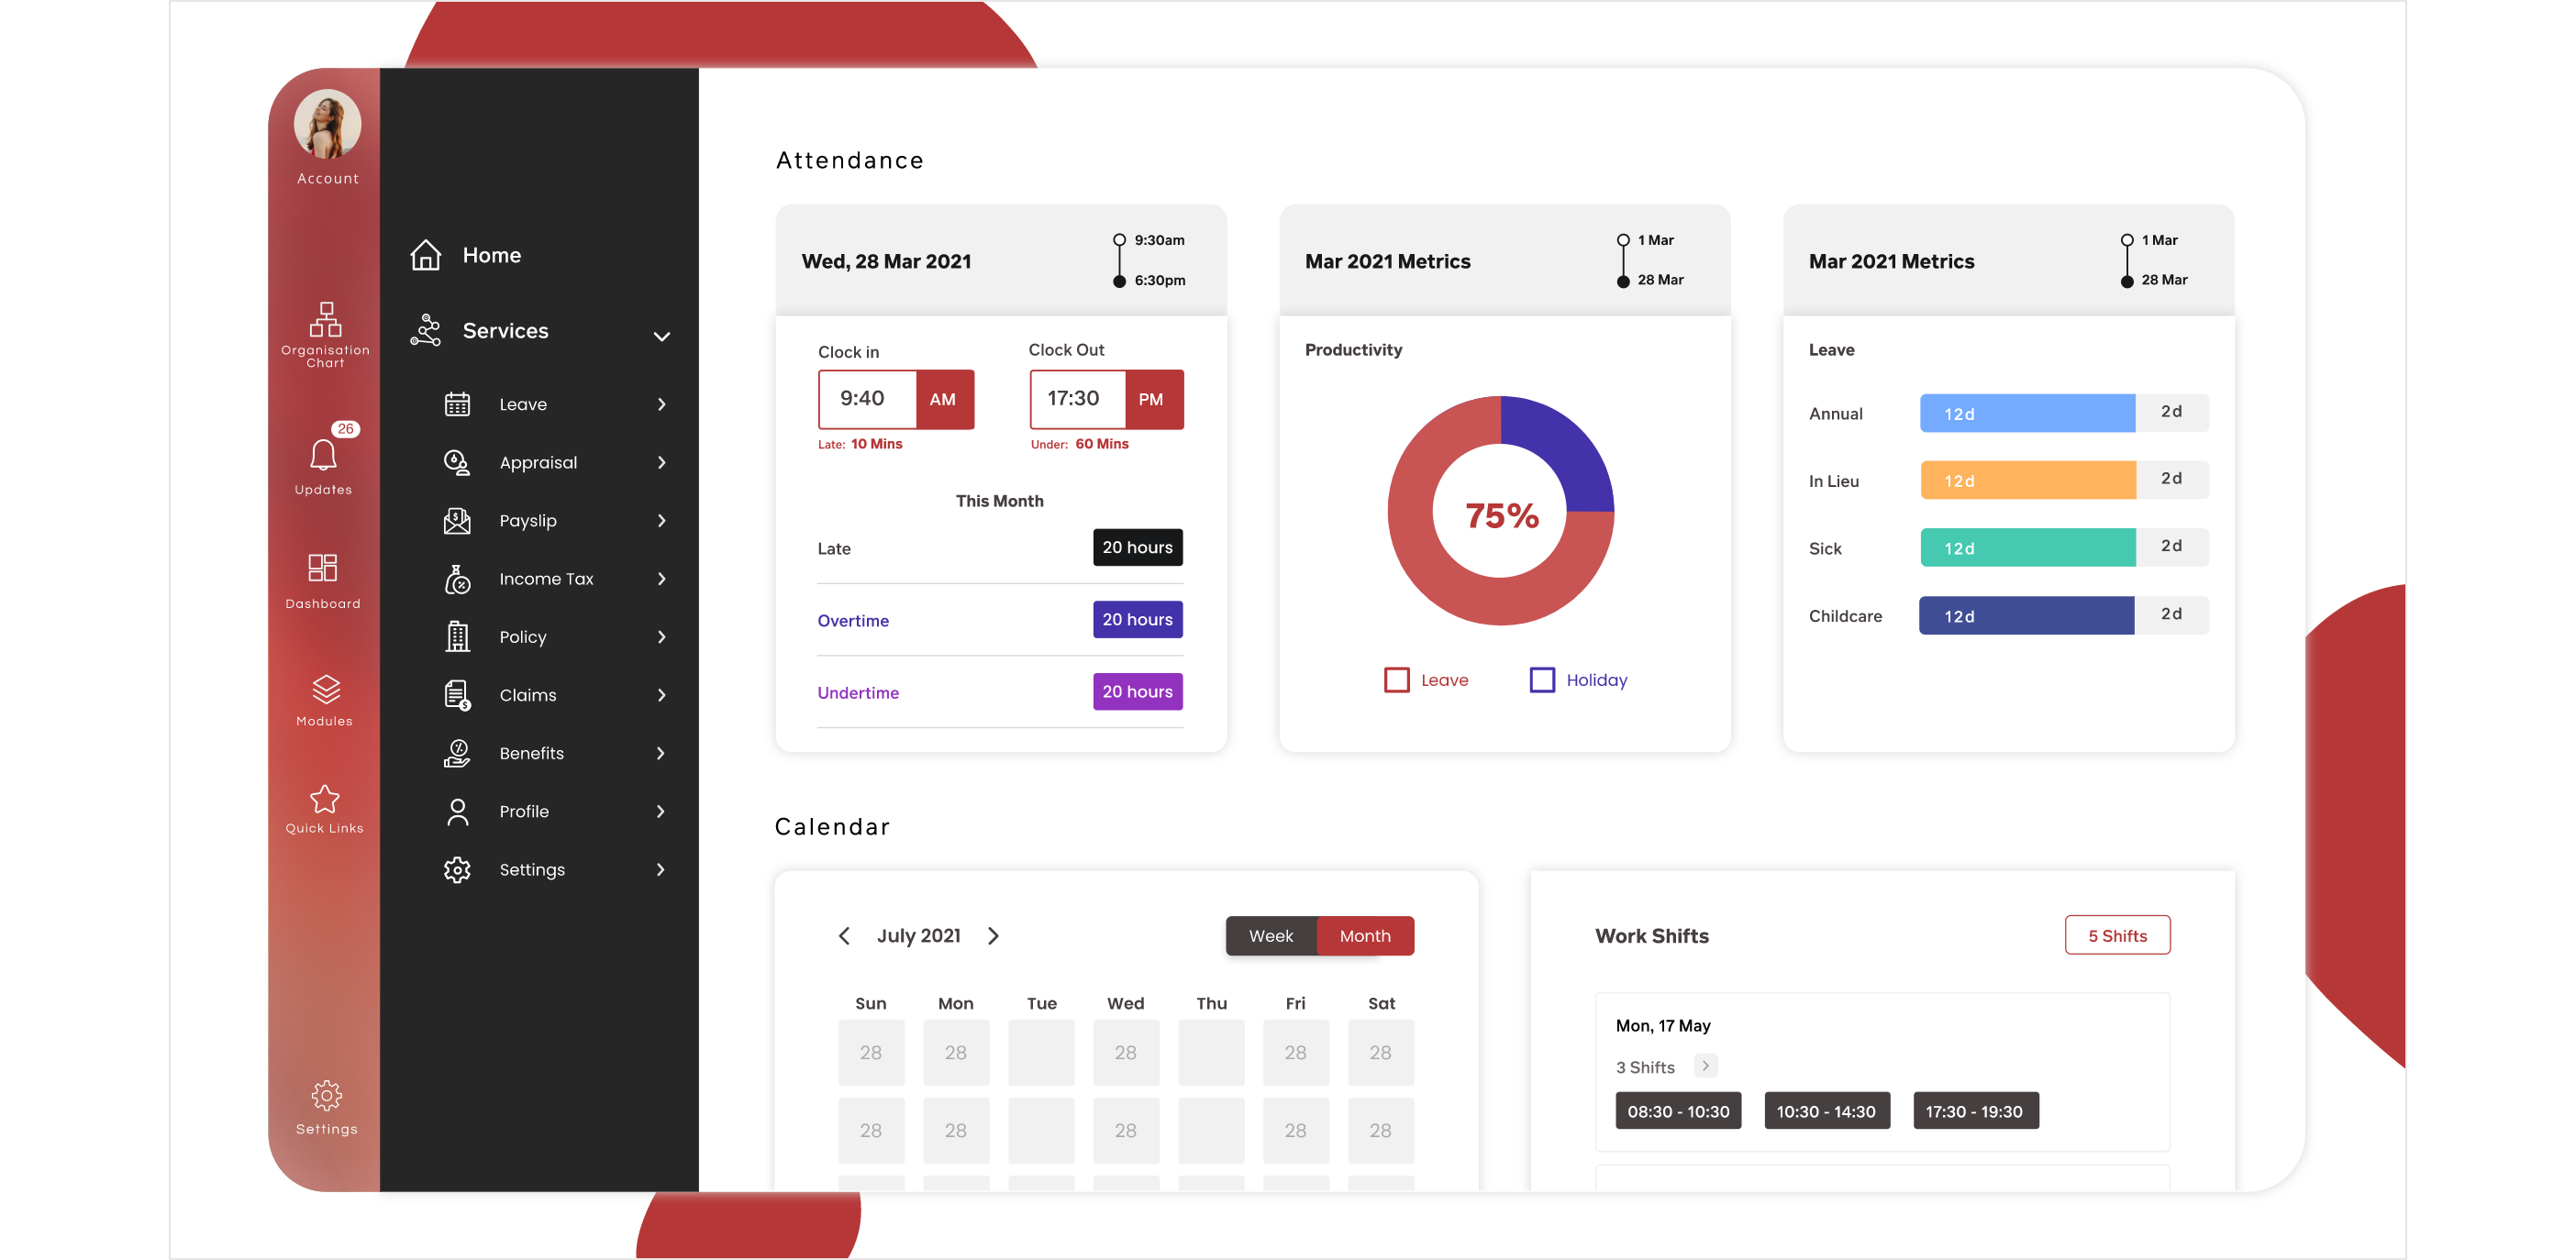 Account
Organisation
Chart
26
Updates
Dashboard
Modules
Quick Links
Settings
Home
Services
Leave
Appraisal
Payslip
Income Tax
Policy
Claims
Benefits
Profile
Settings
Attendance
Wed, 28 Mar 2021
9:30am
6:30pm
Clock in
Clock Out
9:40 AM
17:30 PM
Late: 10 Mins
Under: 60 Mins
This Month
Late 20 hours
Overtime 20 hours
Undertime 20 hours
Mar 2021 Metrics
1 Mar
28 Mar
Productivity
75%
Leave Holiday
Mar 2021 Metrics
1 Mar
28 Mar
Leave
Annual 12d 2d
In Lieu 12d 2d
Sick 12d 2d
Childcare 12d 2d
Calendar
July 2021
Week Month
Sun Mon Tue Wed Thu Fri Sat
28 28 28 28 28
28 28 28 28 28
Work Shifts
5 Shifts
Mon, 17 May
3 Shifts
08:30 - 10:30 10:30 - 14:30 17:30 - 19:30